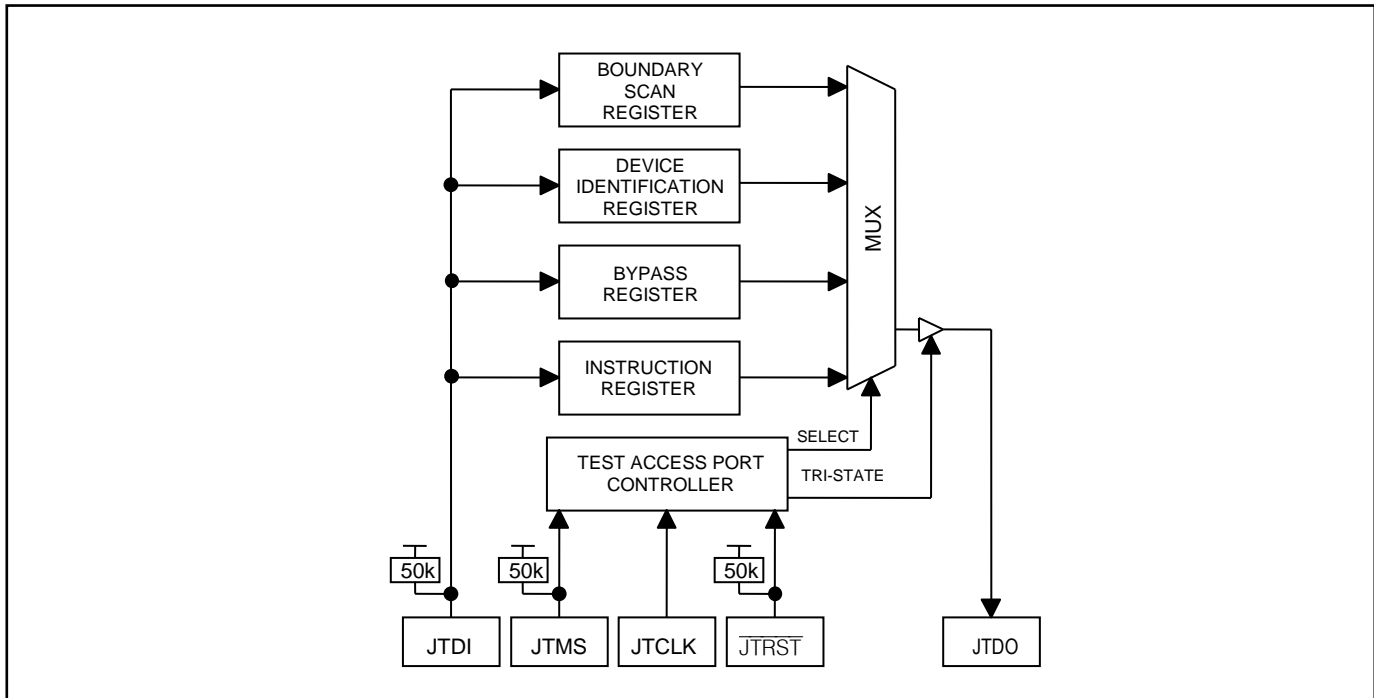 BOUNDARY
SCAN
REGISTER
DEVICE
IDENTIFICATION
REGISTER
MUX
BYPASS
REGISTER
INSTRUCTION
REGISTER
SELECT
TEST ACCESS PORT
CONTROLLER
TRI-STATE
50k
50k
50k
JTDI
JTMS
JTCLK
JTRST
JTDO